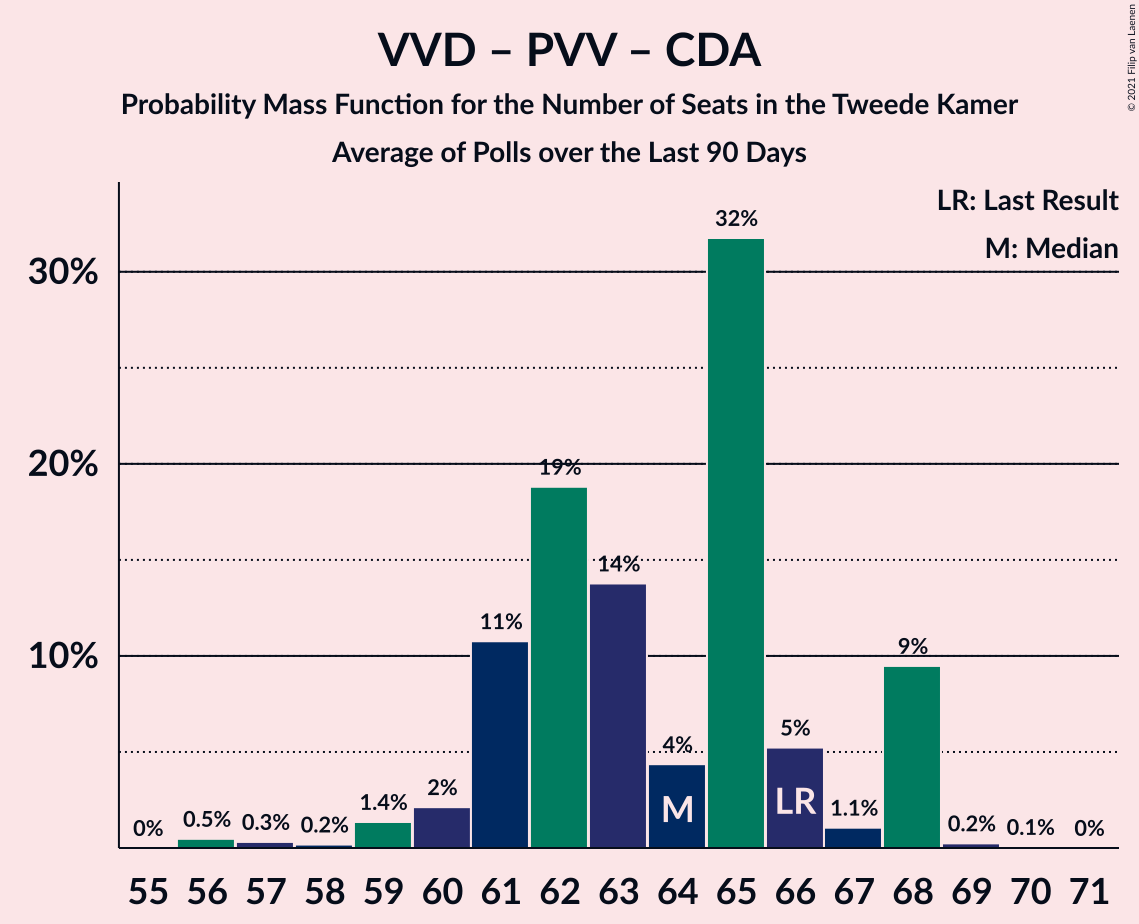 VVD – PVV – CDA
Probability Mass Function for the Number of Seats in the Tweede Kamer
Average of Polls over the Last 90 Days
© 2021 Filip van Laenen
LR: Last Result
M: Median
30%
20%
10%
0%
0.5%
0.3%
0.2%
1.4%
2%
11%
19%
14%
4%
32%
5%
1.1%
9%
0.2%
0.1%
0%
M
LR
55 56 57 58 59 60 61 62 63 64 65 66 67 68 69 70 71